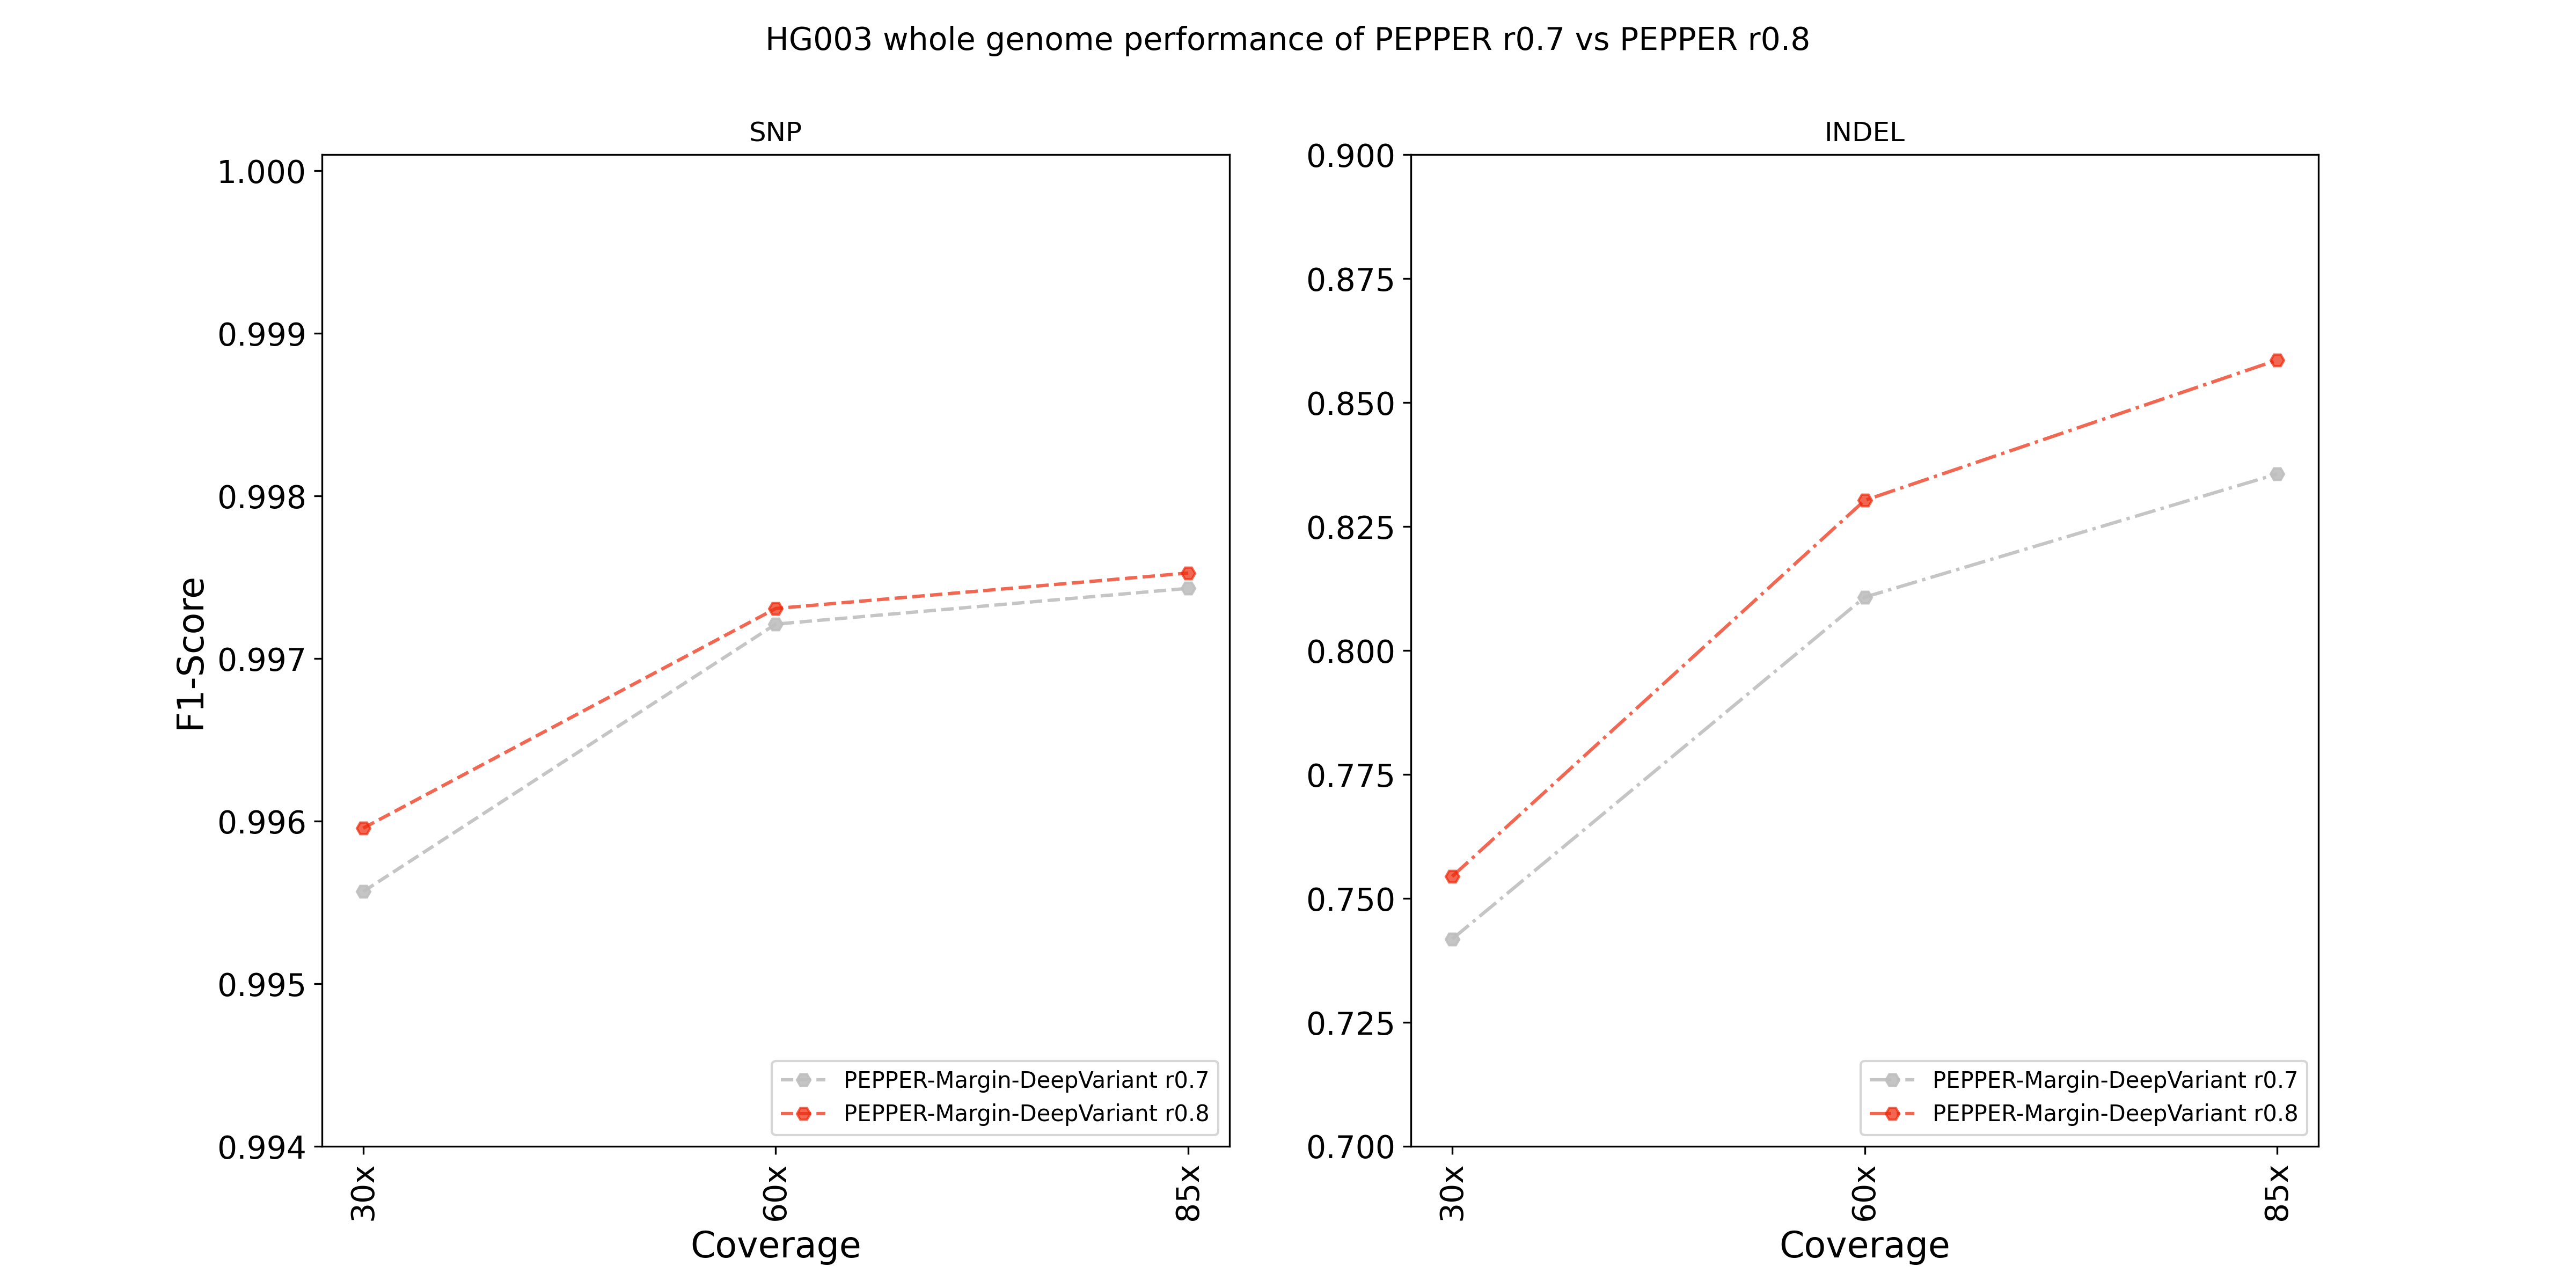 HG003 whole genome performance of PEPPER r0.7 vs PEPPER r0.8
SNP
1.000
0.999
0.998
0.997
0.996
0.995
0.994
F1-Score
30x
60x
85x
Coverage
PEPPER-Margin-DeepVariant r0.7
PEPPER-Margin-DeepVariant r0.8
INDEL
0.900
0.875
0.850
0.825
0.800
0.775
0.750
0.725
0.700
30x
60x
85x
Coverage
PEPPER-Margin-DeepVariant r0.7
PEPPER-Margin-DeepVariant r0.8